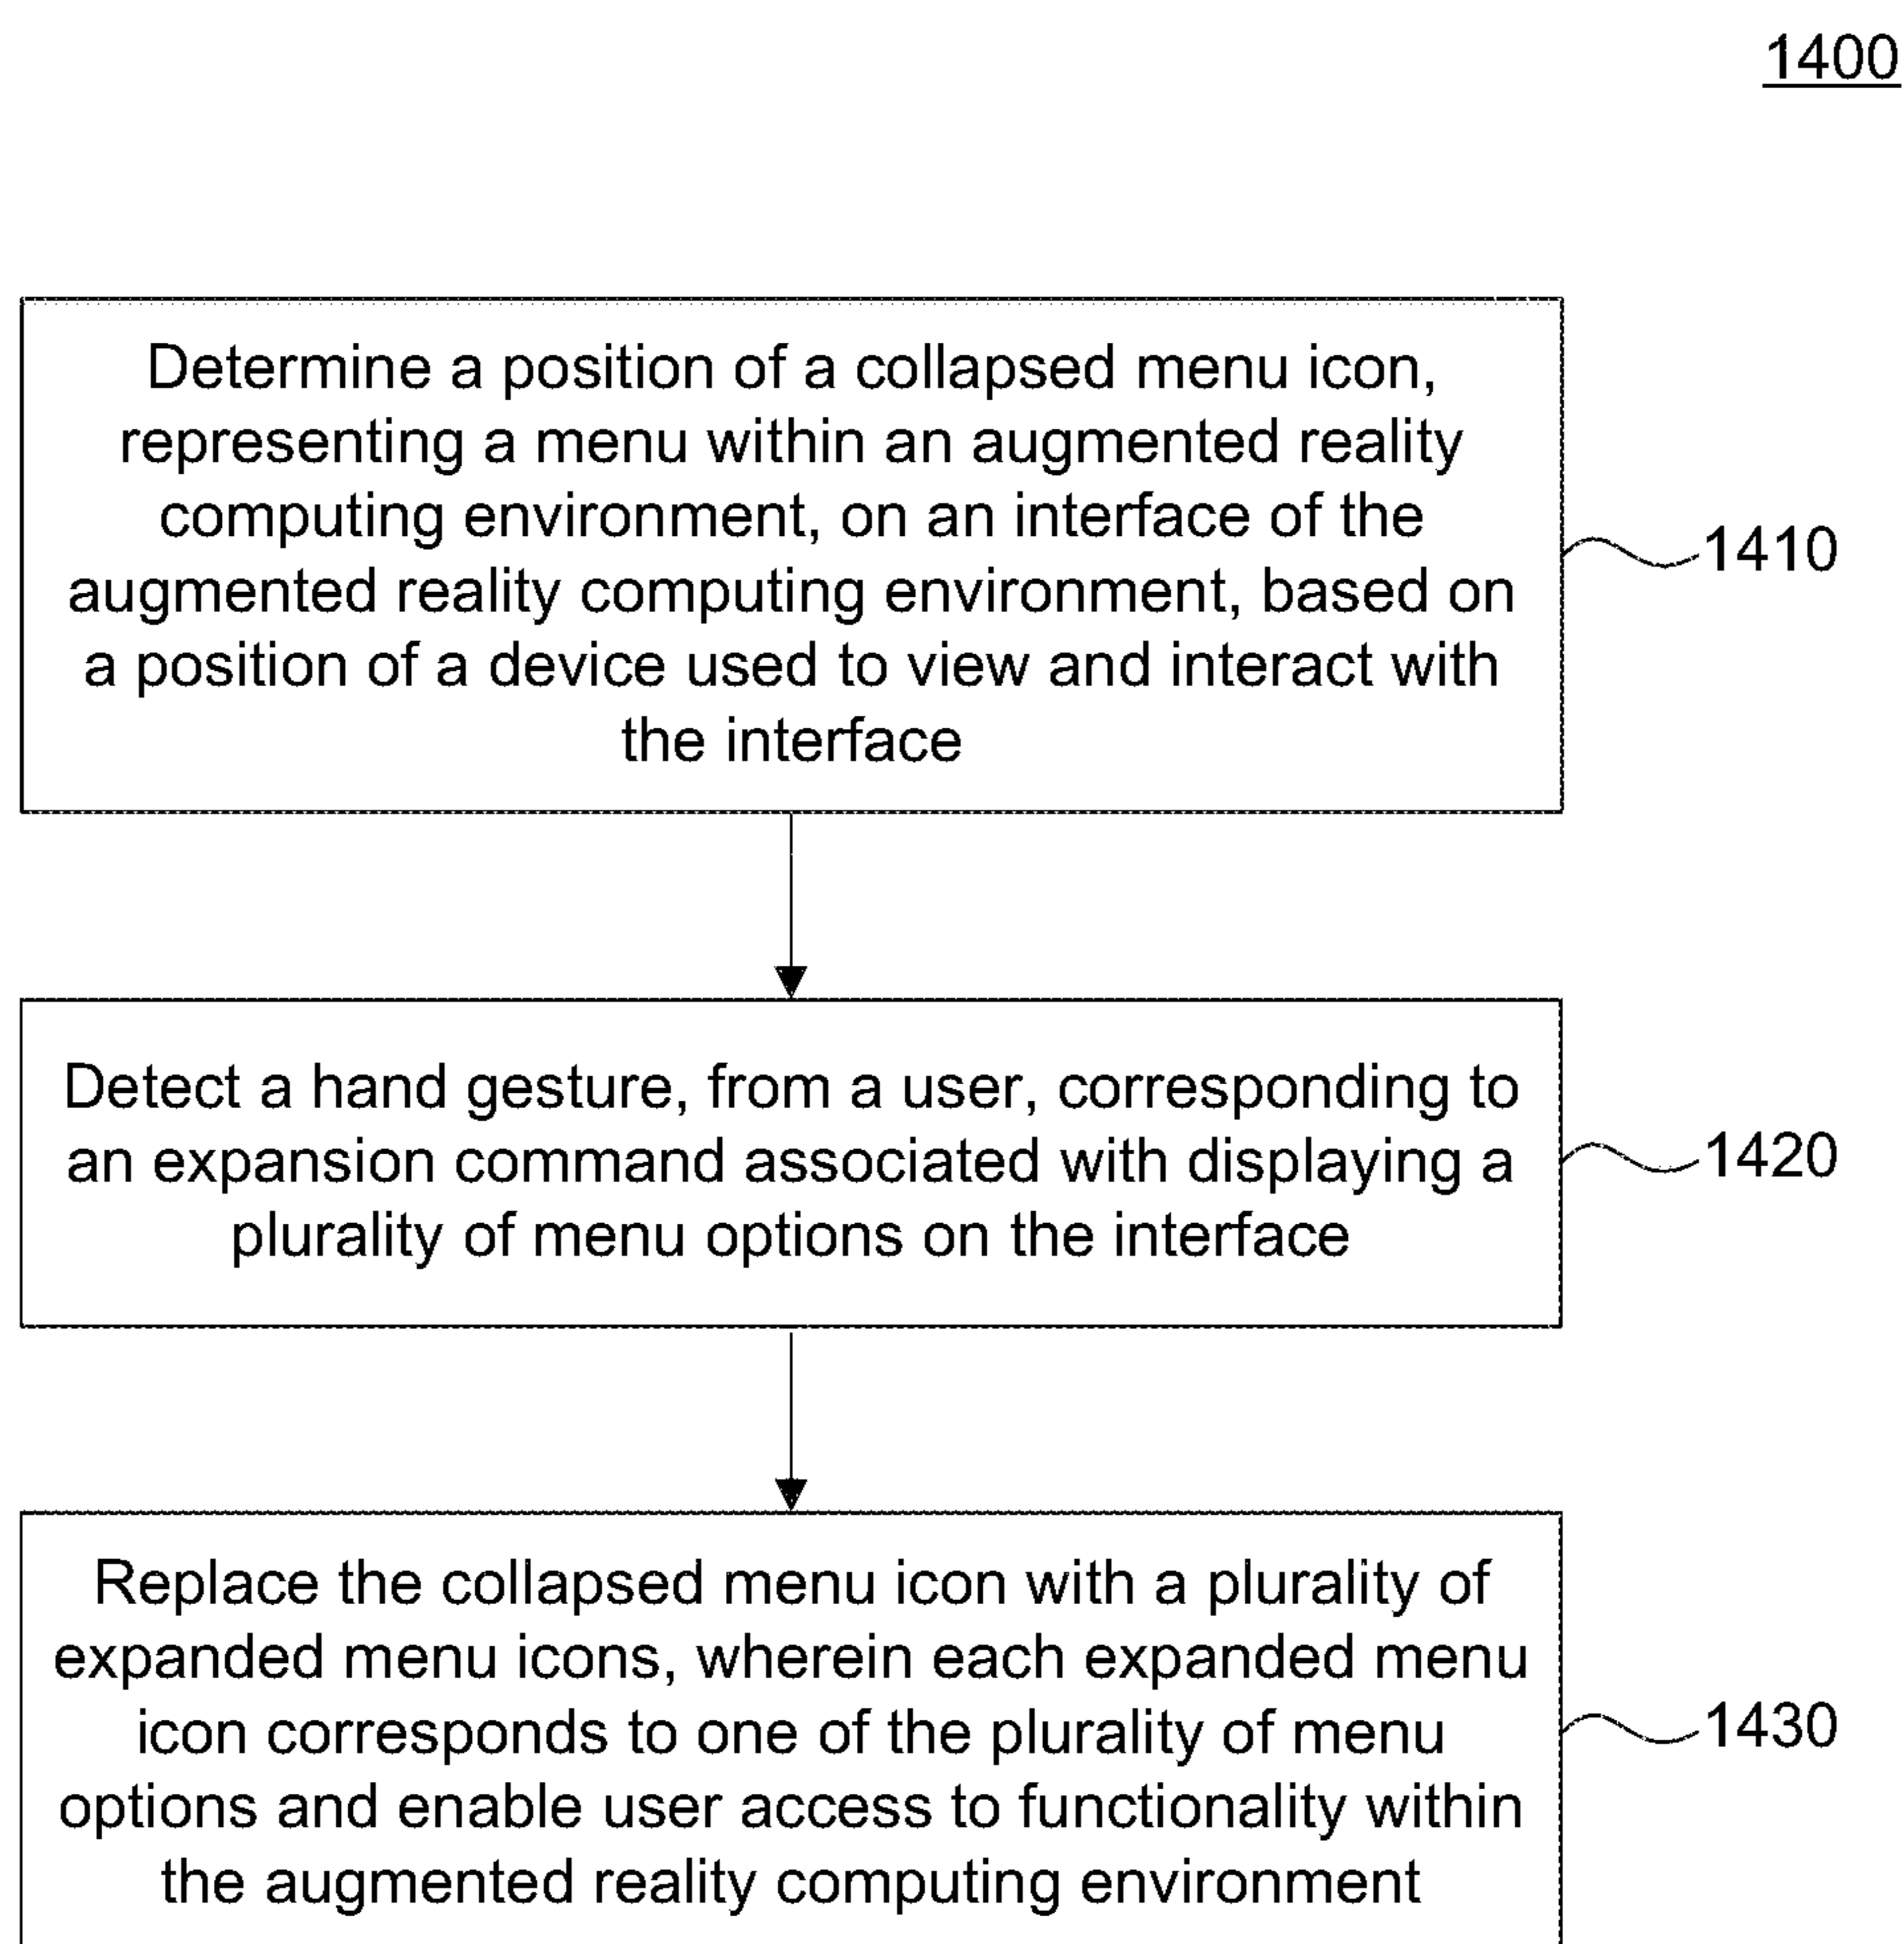 1400
Determine a position of a collapsed menu icon,
representing a menu within an augmented reality
computing environment, on an interface of the
augmented reality computing environment, based on
a position of a device used to view and interact with
the interface
1410
Detect a hand gesture, from a user, corresponding to
an expansion command associated with displaying a
plurality of menu options on the interface
1420
Replace the collapsed menu icon with a plurality of
expanded menu icons, wherein each expanded menu
icon corresponds to one of the plurality of menu
options and enable user access to functionality within
the augmented reality computing environment
1430